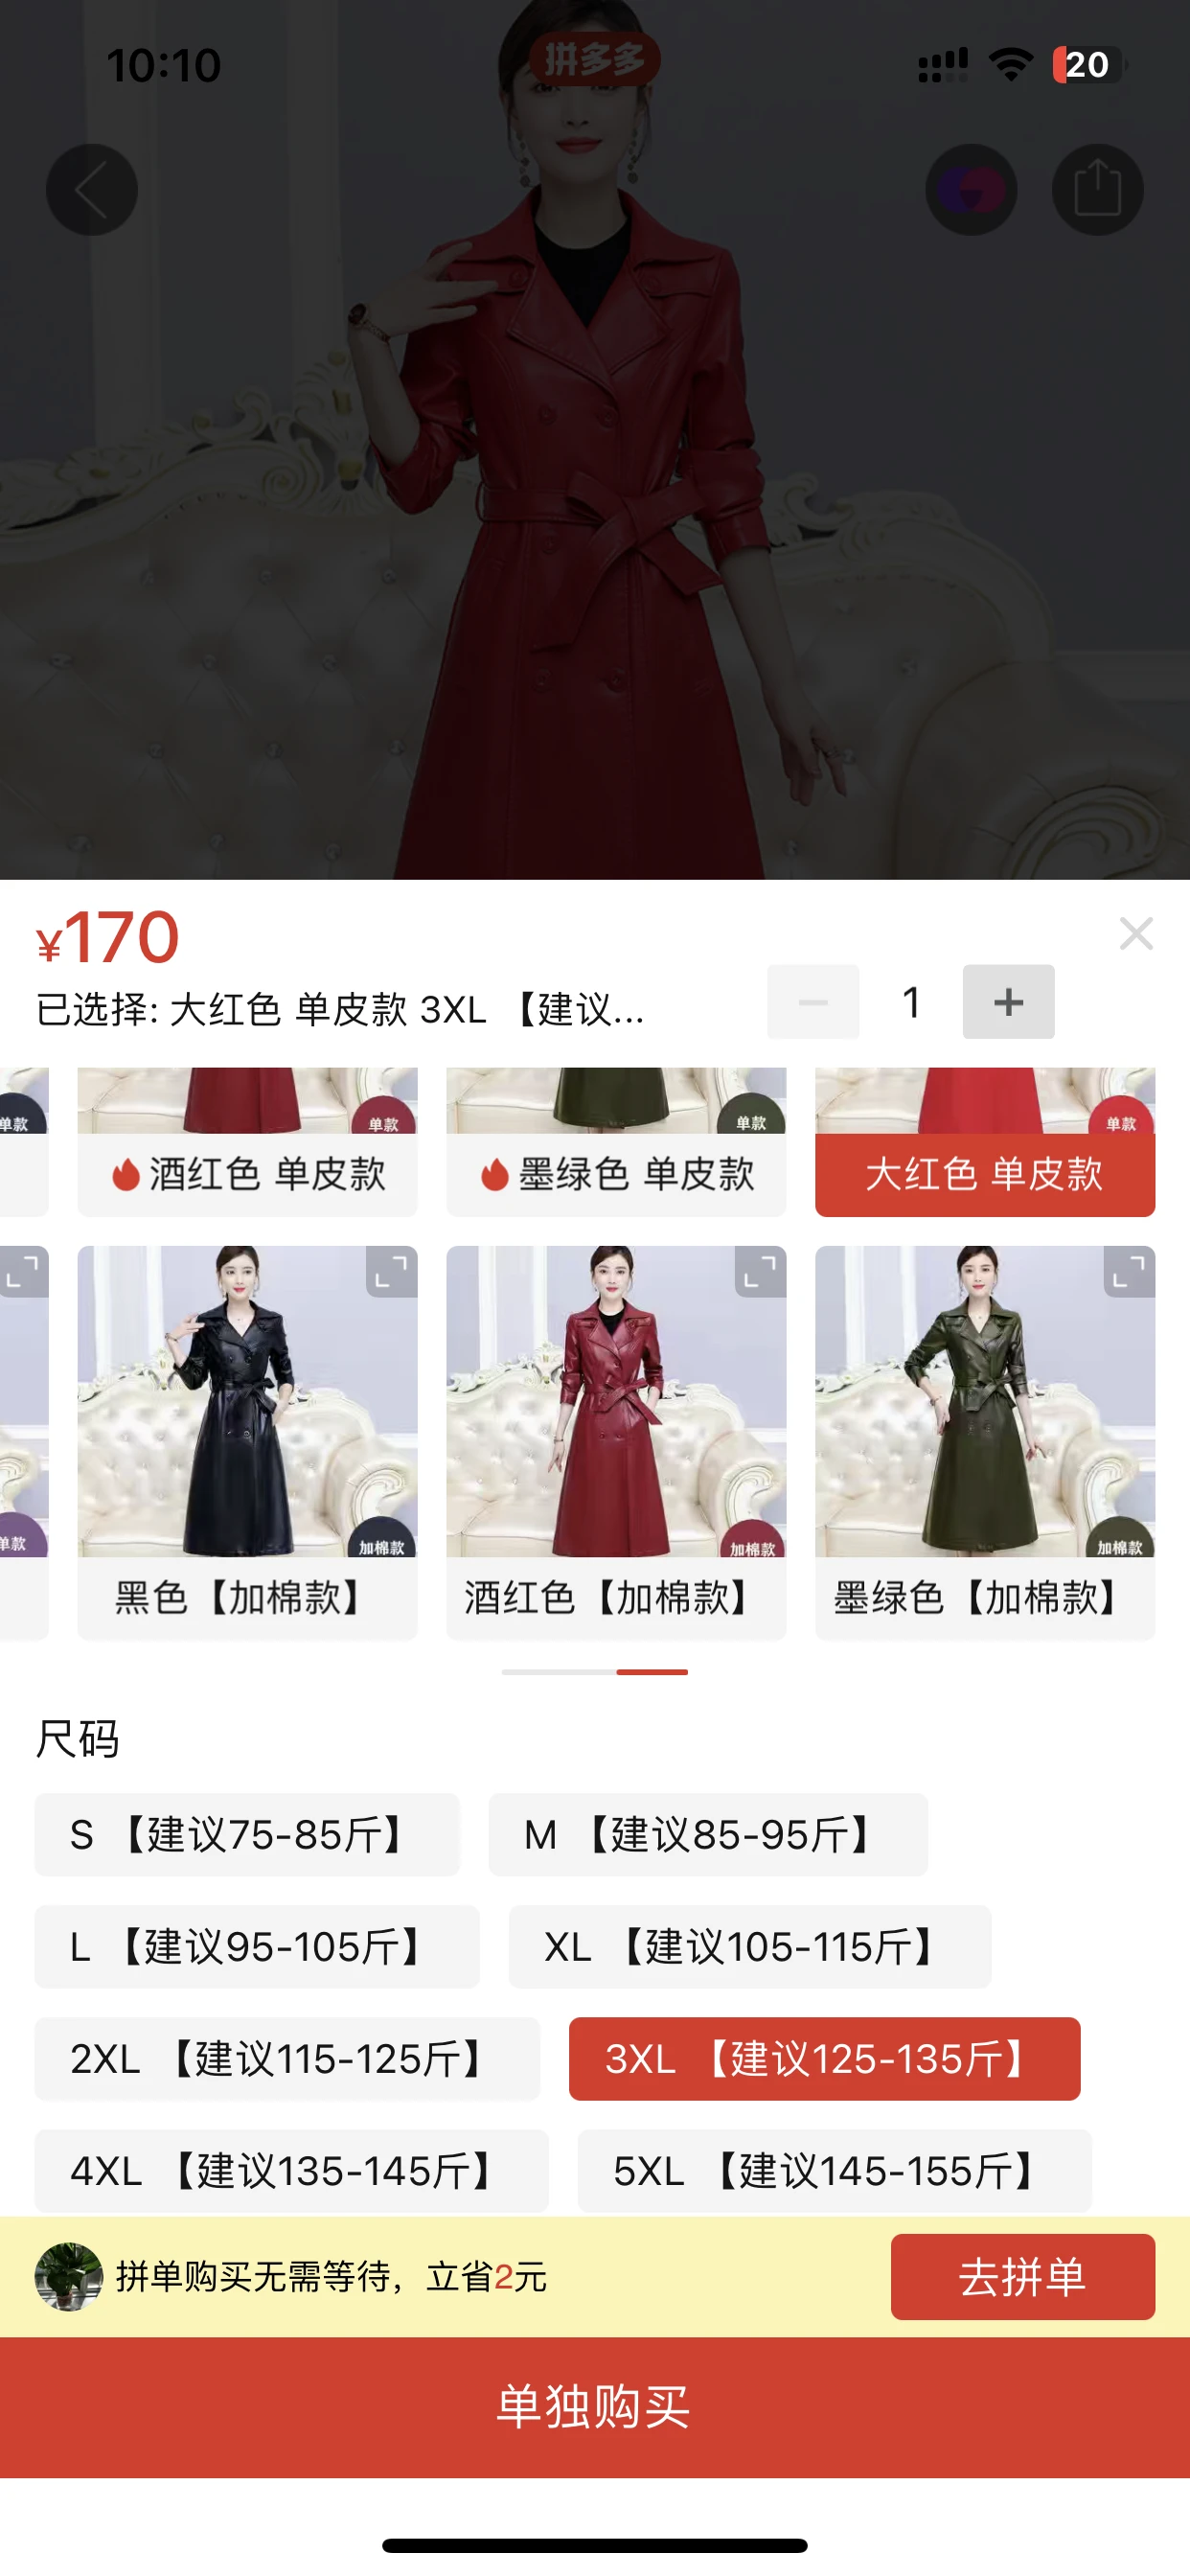 10:10
拼多多
20
¥170
已选择: 大红色 单皮款 3XL 【建议...
1
单款
单款
单款
单款
酒红色 单皮款
墨绿色 单皮款
大红色 单皮款
单款
加棉款
加棉款
加棉款
黑色【加棉款】
酒红色【加棉款】
墨绿色【加棉款】
尺码
S 【建议75-85斤】
M 【建议85-95斤】
L 【建议95-105斤】
XL 【建议105-115斤】
2XL 【建议115-125斤】
3XL 【建议125-135斤】
4XL 【建议135-145斤】
5XL 【建议145-155斤】
拼单购买无需等待，立省2元
去拼单
单独购买